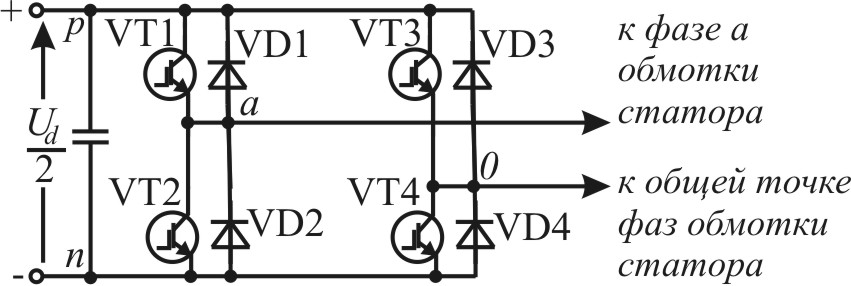 + p VT1 VD1 VT3 VD3 к фазе a
обмотки
a статора
U_d
2
0
VT2 VT4 к общей точке
VD2 VD4 фаз обмотки
n статора
-